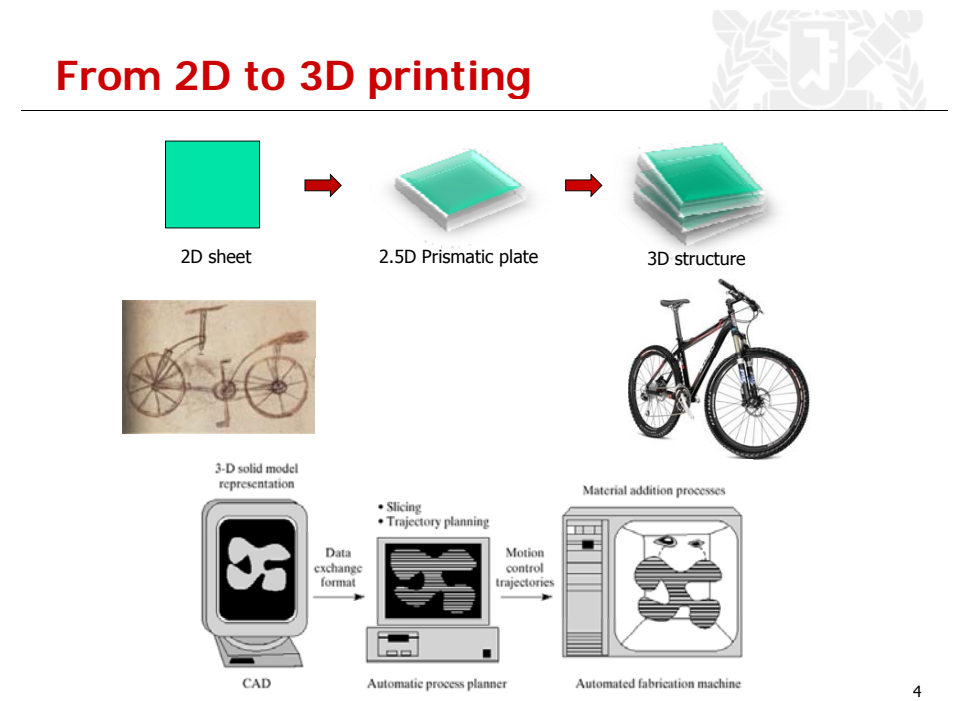 From 2D to 3D printing
2D sheet
2.5D Prismatic plate
3D structure
3-D solid model
representation
• Slicing
• Trajectory planning
Material addition processes
Data
exchange
format
Motion
control
trajectories
CAD
Automatic process planner
Automated fabrication machine
4